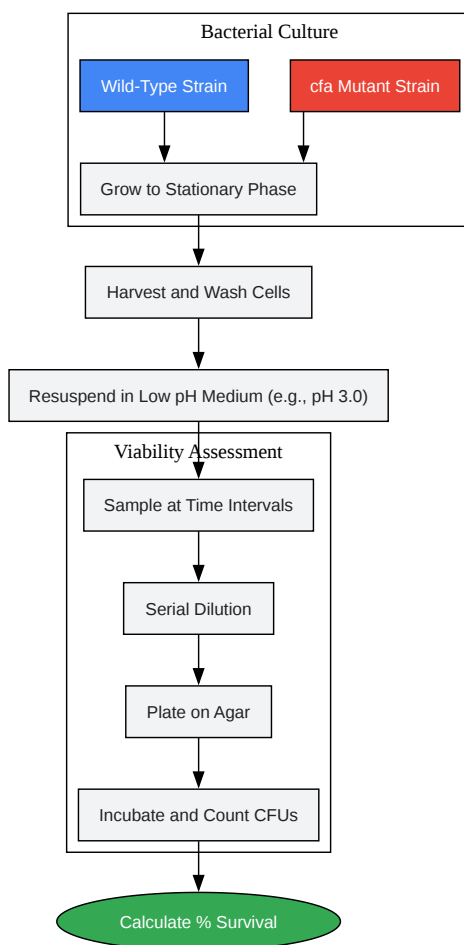 Bacterial Culture
Wild-Type Strain
cfa Mutant Strain
Grow to Stationary Phase
Harvest and Wash Cells
Resuspend in Low pH Medium (e.g., pH 3.0)
Viability Assessment
Sample at Time Intervals
Serial Dilution
Plate on Agar
Incubate and Count CFUs
Calculate % Survival